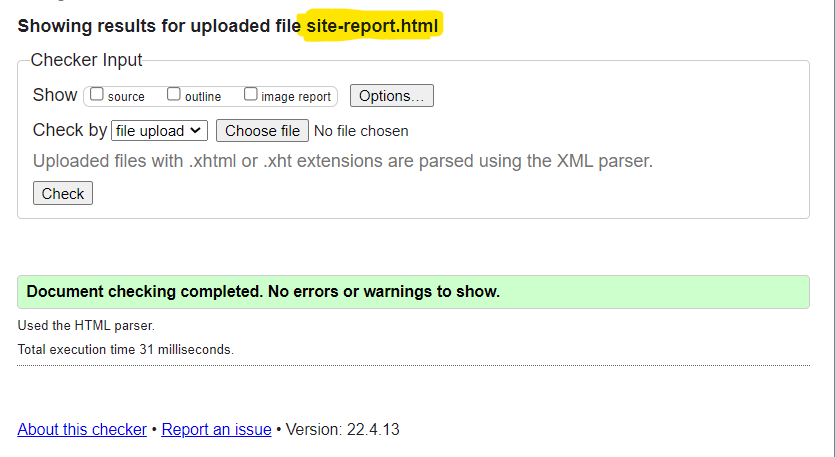 Showing results for uploaded file site-report.html
Checker Input
Show source outline image report Options...
Check by file upload Choose file No file chosen
Uploaded files with .xhtml or .xht extensions are parsed using the XML parser.
Check
Document checking completed. No errors or warnings to show.
Used the HTML parser.
Total execution time 31 milliseconds.
About this checker • Report an issue • Version: 22.4.13